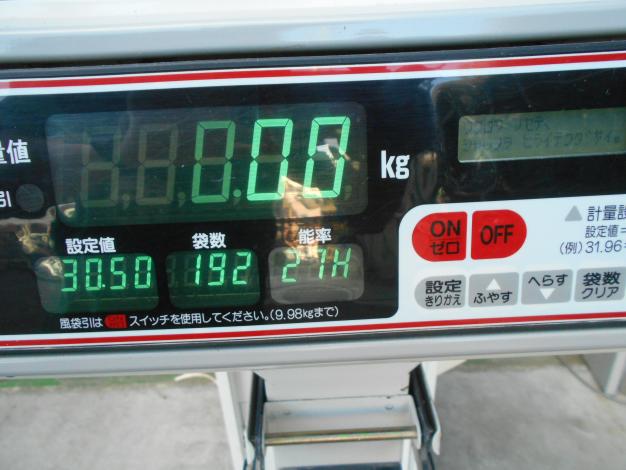 量値
0.00 kg
引
設定値 袋数 能率
30.50 192 27H
風袋引は スイッチを使用してください。(9.98kgまで)
ON
ゼロ
OFF
▲計量
設定値=
(例)31.96
設定
きりかえ
▲
ふやす
へらす
▼
袋数
クリア